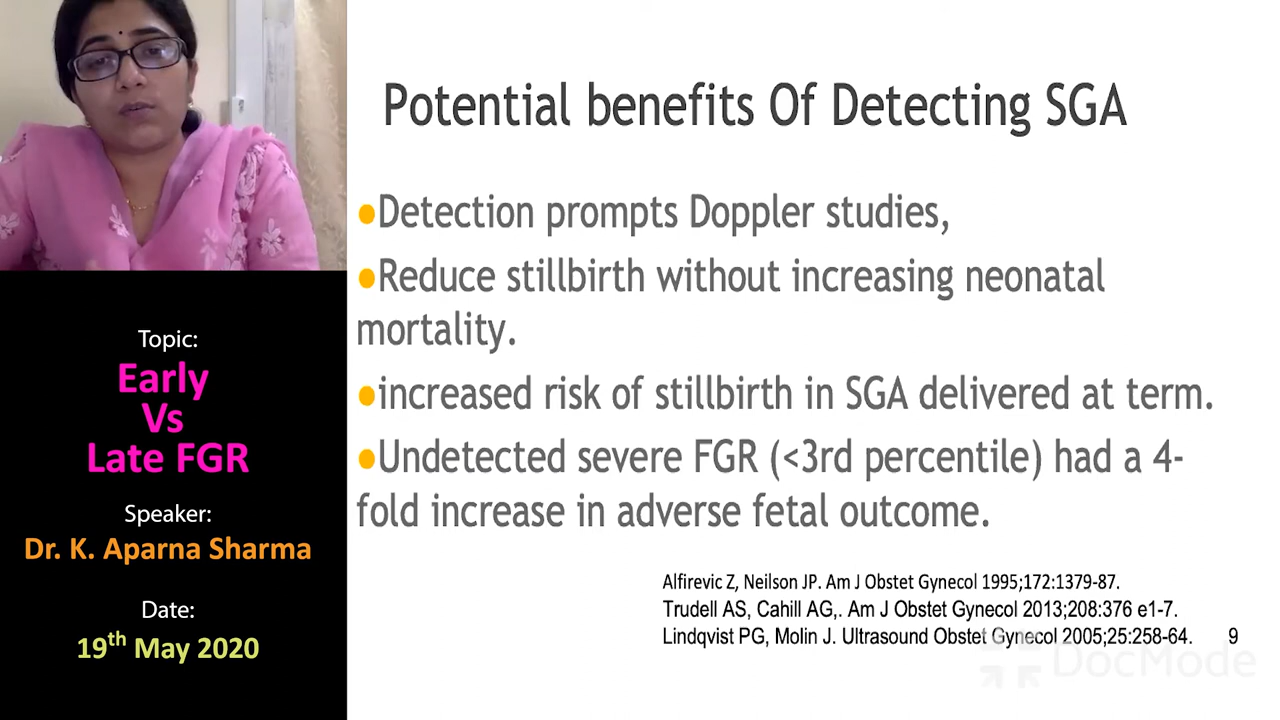 Potential benefits Of Detecting SGA
●Detection prompts Doppler studies,
●Reduce stillbirth without increasing neonatal
mortality.
●increased risk of stillbirth in SGA delivered at term.
●Undetected severe FGR (<3rd percentile) had a 4-
fold increase in adverse fetal outcome.
Alfirevic Z, Neilson JP. Am J Obstet Gynecol 1995;172:1379-87.
Trudell AS, Cahill AG,. Am J Obstet Gynecol 2013;208:376 e1-7.
Lindqvist PG, Molin J. Ultrasound Obstet Gynecol 2005;25:258-64.
9
Topic:
Early
Vs
Late FGR
Speaker:
Dr. K. Aparna Sharma
Date:
19th May 2020
DocMode